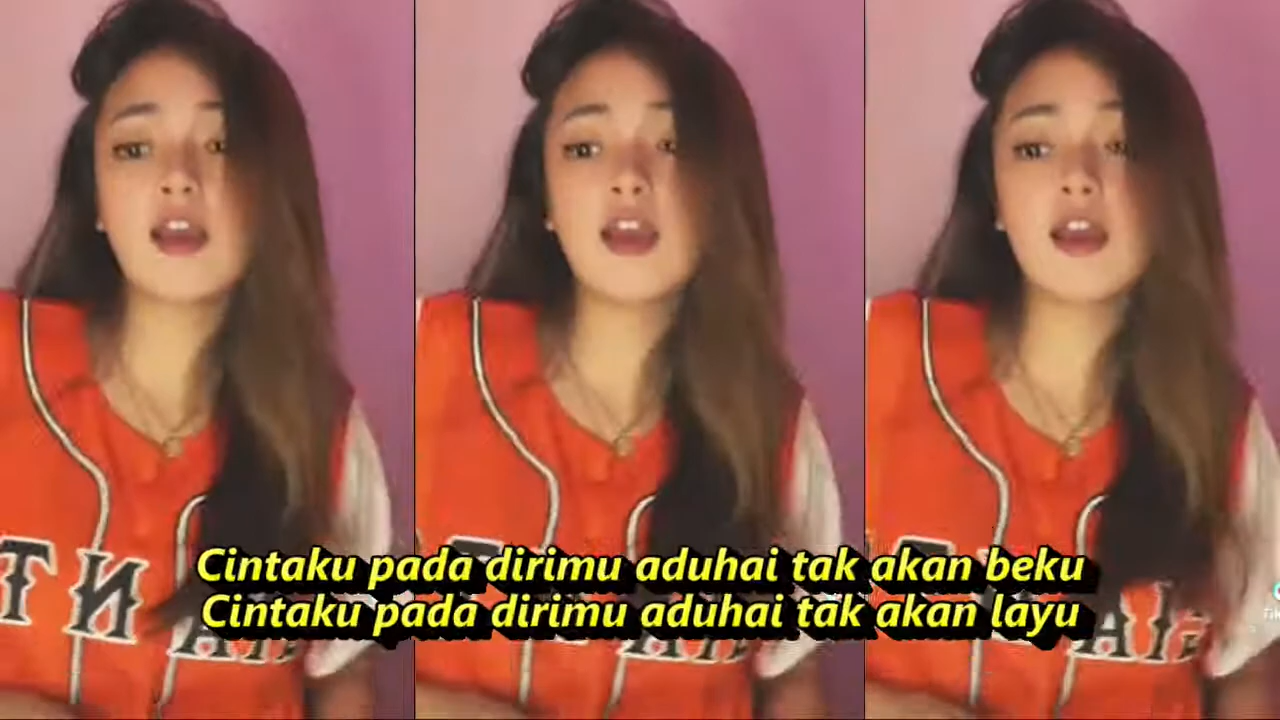 Cintaku pada dirimu aduhai tak akan beku
Cintaku pada dirimu aduhai tak akan layu